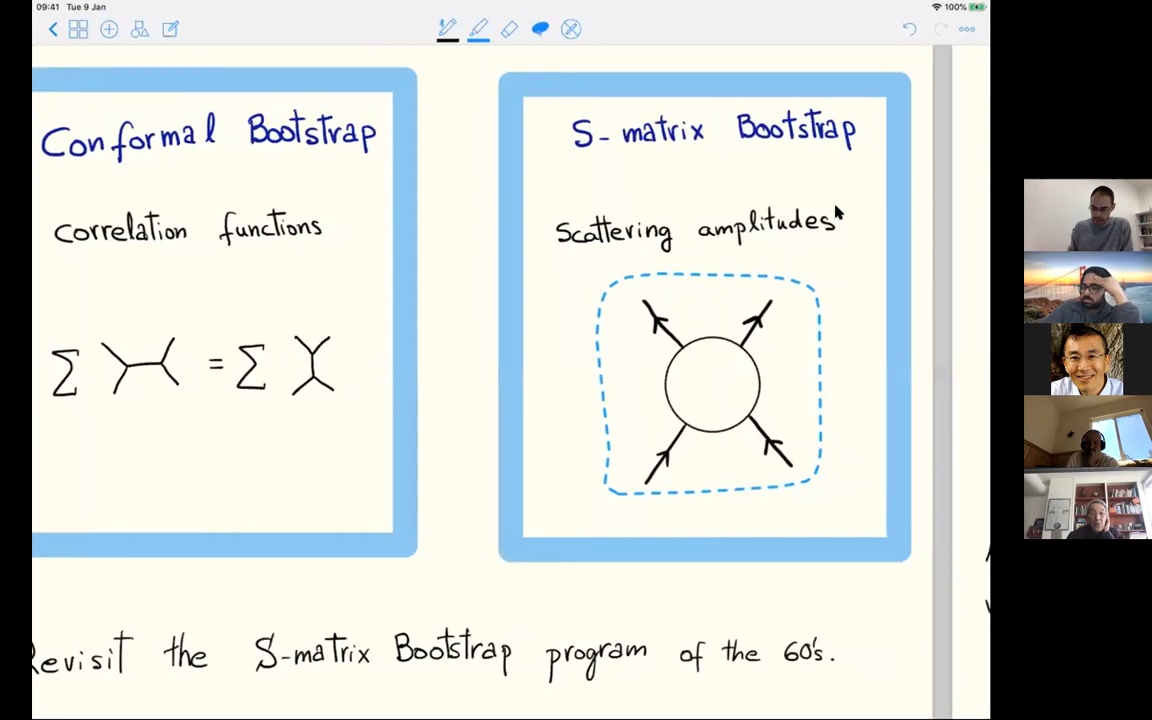 09:41 Tue 9 Jan
100%
Conformal Bootstrap
correlation functions
Σ = Σ
S-matrix Bootstrap
Scattering amplitudes
Revisit the S-matrix Bootstrap program of the 60's.